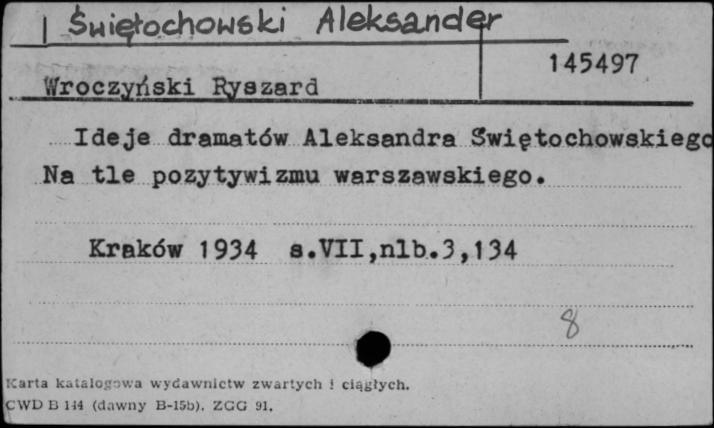 Świętochowski Aleksander
145497
Wroczyński Ryszard
Ideje dramatów Aleksandra Świętochowskiego
Na tle pozytywizmu warszawskiego.
Kraków 1934 s.VII,nlb.3,134
8
Karta katalogowa wydawnictw zwartych i ciągłych.
CWD B 144 (dawny B-15b). ZGG 91.